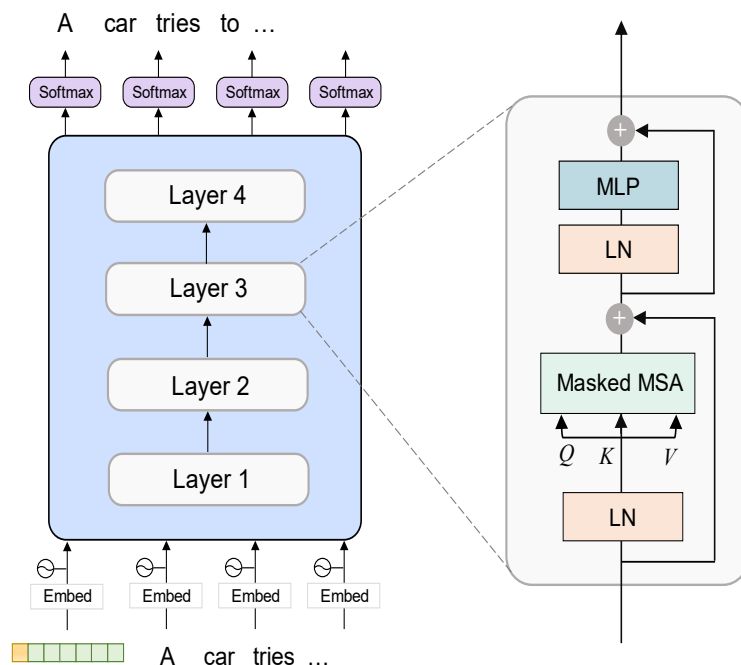 A car tries to …
Softmax Softmax Softmax Softmax
Layer 4
Layer 3
Layer 2
Layer 1
Embed Embed Embed Embed
A car tries …
+
MLP
LN
+
Masked MSA
Q K V
LN